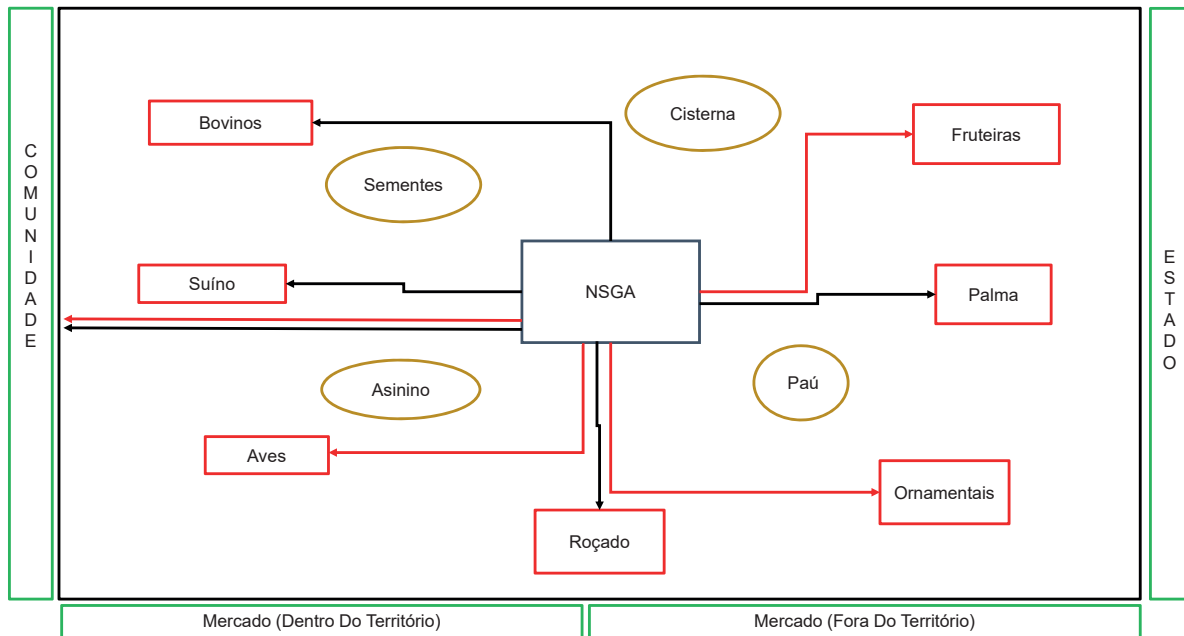 COMUNIDADE
Bovinos
Cisterna
Fruteiras
Sementes
Suíno
NSGA
Palma
Asinino
Paú
Aves
Ornamentais
Roçado
ESTADO
Mercado (Dentro Do Território)
Mercado (Fora Do Território)